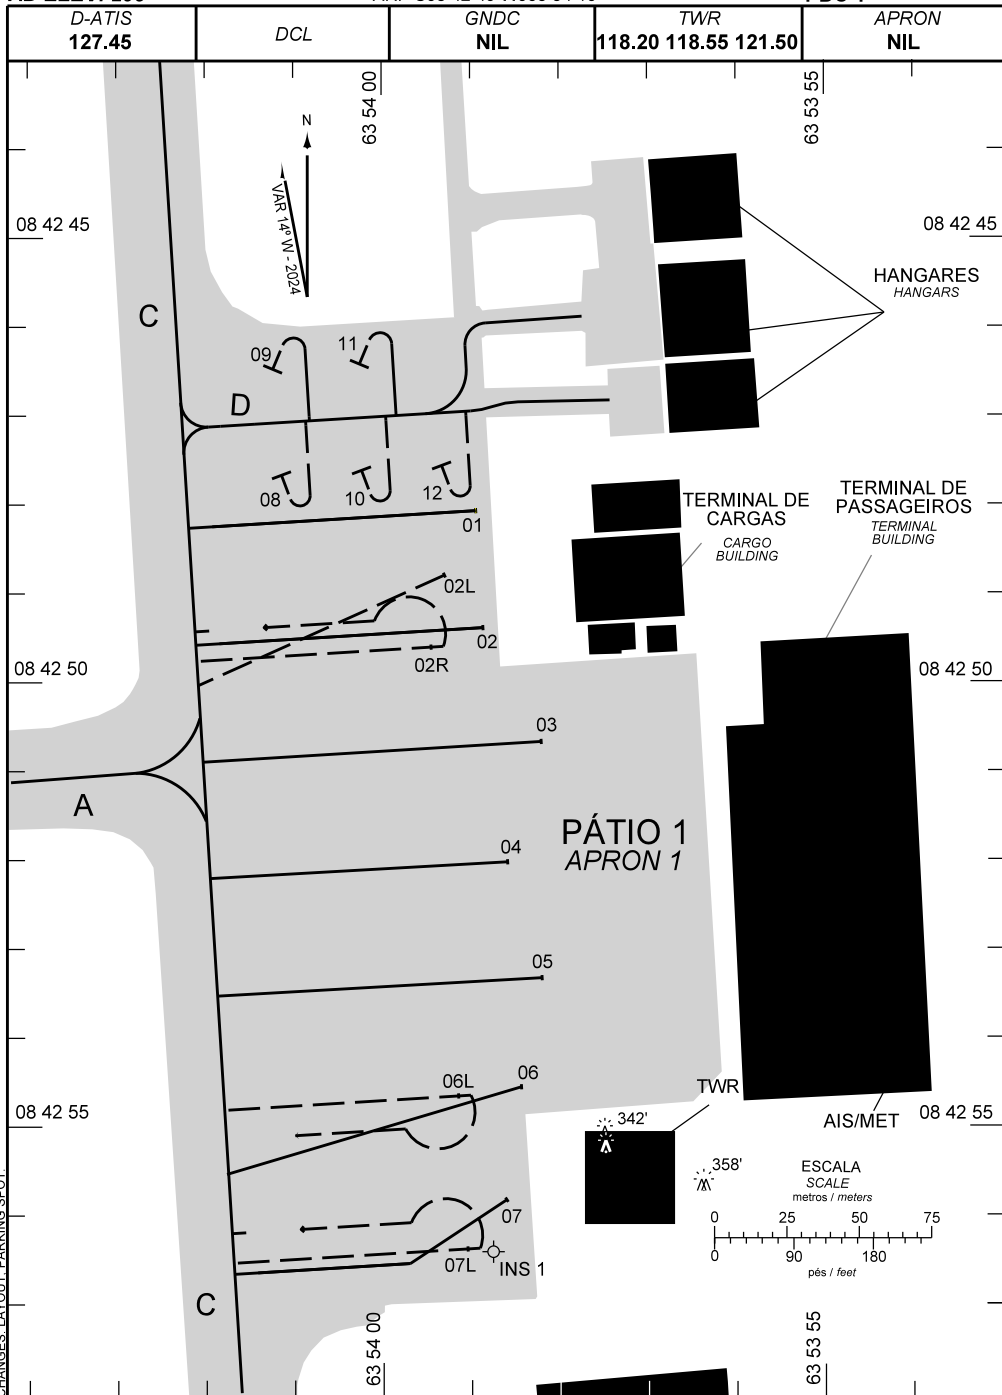 D-ATIS
127.45
DCL
GNDC
NIL
TWR
118.20 118.55 121.50
APRON
NIL
63 54 00
63 53 55
N
VAR 14º W - 2024
08 42 45
08 42 45
HANGARES
HANGARS
C
09
11
D
08
10
12
01
TERMINAL DE
CARGAS
CARGO
BUILDING
TERMINAL DE
PASSAGEIROS
TERMINAL
BUILDING
02L
02
02R
08 42 50
08 42 50
03
A
PÁTIO 1
APRON 1
04
05
06
06L
TWR
08 42 55
342'
AIS/MET
08 42 55
358'
ESCALA
SCALE
metros / meters
0 25 50 75
0 90 180
pés / feet
07
07L
INS 1
C
63 54 00
63 53 55
CHANGES: LAYOUT, PARKING SPOT.